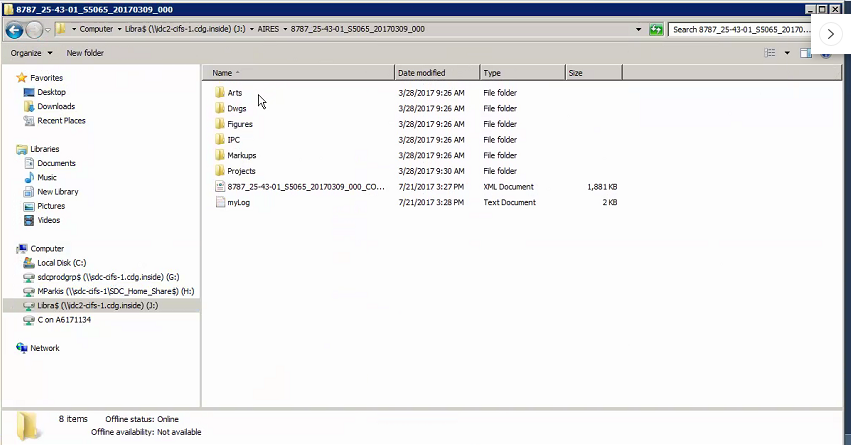 8787_25-43-01_S5065_20170309_000
Computer Libra$ (\\jdc2-cifs-1.cdg.inside) (J:) AIRES 8787_25-43-01_S5065_20170309_000
Search 8787_25-43-01_S5065_20170...
Organize New folder
Name Date modified Type Size
Favorites
Desktop
Downloads
Recent Places
Libraries
Documents
Music
New Library
Pictures
Videos
Computer
Local Disk (C:)
sdcprodgrp$ (\\sdc-cifs-1.cdg.inside) (G:)
MParkis (\\sdc-cifs-1\SDC_Home_Share$) (H:)
Libra$ (\\jdc2-cifs-1.cdg.inside) (J:)
C on A6171134
Network
Arts 3/28/2017 9:26 AM File folder
Dwgs 3/28/2017 9:26 AM File folder
Figures 3/28/2017 9:26 AM File folder
IPC 3/28/2017 9:26 AM File folder
Markups 3/28/2017 9:26 AM File folder
Projects 3/28/2017 9:30 AM File folder
8787_25-43-01_S5065_20170309_000_CO... 7/21/2017 3:27 PM XML Document 1,881 KB
myLog 7/21/2017 3:28 PM Text Document 2 KB
8 items Offline status: Online
Offline availability: Not available